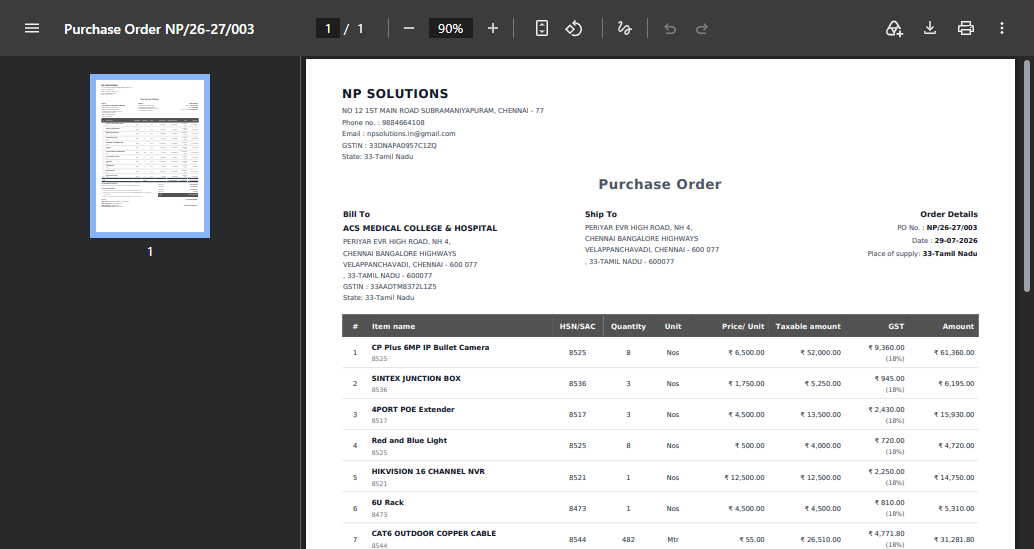 Purchase Order NP/26-27/003
1 / 1
90%
1
NP SOLUTIONS
NO 12 1ST MAIN ROAD SUBRAMANIYAPURAM, CHENNAI - 77
Phone no. : 9884664108
Email : npsolutions.in@gmail.com
GSTIN : 33DNAPA0957C1ZQ
State: 33-Tamil Nadu
Purchase Order
Bill To
ACS MEDICAL COLLEGE & HOSPITAL
PERIYAR EVR HIGH ROAD, NH 4,
CHENNAI BANGALORE HIGHWAYS
VELAPPANCHAVADI, CHENNAI - 600 077
, 33-TAMIL NADU - 600077
GSTIN : 33AADTM8372L1Z5
State: 33-Tamil Nadu
Ship To
PERIYAR EVR HIGH ROAD, NH 4,
CHENNAI BANGALORE HIGHWAYS
VELAPPANCHAVADI, CHENNAI - 600 077
, 33-TAMIL NADU - 600077
Order Details
PO No. : NP/26-27/003
Date : 29-07-2026
Place of supply: 33-Tamil Nadu
# Item name HSN/SAC Quantity Unit Price/ Unit Taxable amount GST Amount
1 CP Plus 6MP IP Bullet Camera 8525 8 Nos ₹ 6,500.00 ₹ 52,000.00 ₹ 9,360.00 ₹ 61,360.00
8525 (18%)
2 SINTEX JUNCTION BOX 8536 3 Nos ₹ 1,750.00 ₹ 5,250.00 ₹ 945.00 ₹ 6,195.00
8536 (18%)
3 4PORT POE Extender 8517 3 Nos ₹ 4,500.00 ₹ 13,500.00 ₹ 2,430.00 ₹ 15,930.00
8517 (18%)
4 Red and Blue Light 8525 8 Nos ₹ 500.00 ₹ 4,000.00 ₹ 720.00 ₹ 4,720.00
8525 (18%)
5 HIKVISION 16 CHANNEL NVR 8521 1 Nos ₹ 12,500.00 ₹ 12,500.00 ₹ 2,250.00 ₹ 14,750.00
8521 (18%)
6 6U Rack 8473 1 Nos ₹ 4,500.00 ₹ 4,500.00 ₹ 810.00 ₹ 5,310.00
8473 (18%)
7 CAT6 OUTDOOR COPPER CABLE 8544 482 Mtr ₹ 55.00 ₹ 26,510.00 ₹ 4,771.80 ₹ 31,281.80
8544 (18%)